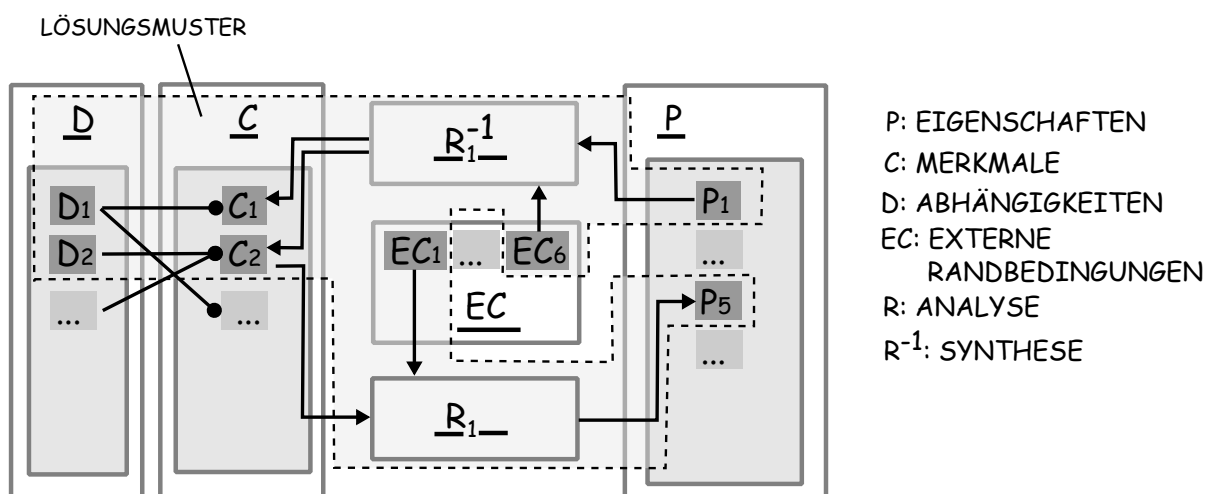 LÖSUNGSMUSTER
D
C
R₁⁻¹
P
D₁
C₁
P₁
D₂
C₂
EC₁
...
EC₆
...
...
...
EC
P₅
...
R₁
P: EIGENSCHAFTEN
C: MERKMALE
D: ABHÄNGIGKEITEN
EC: EXTERNE
RANDBEDINGUNGEN
R: ANALYSE
R⁻¹: SYNTHESE